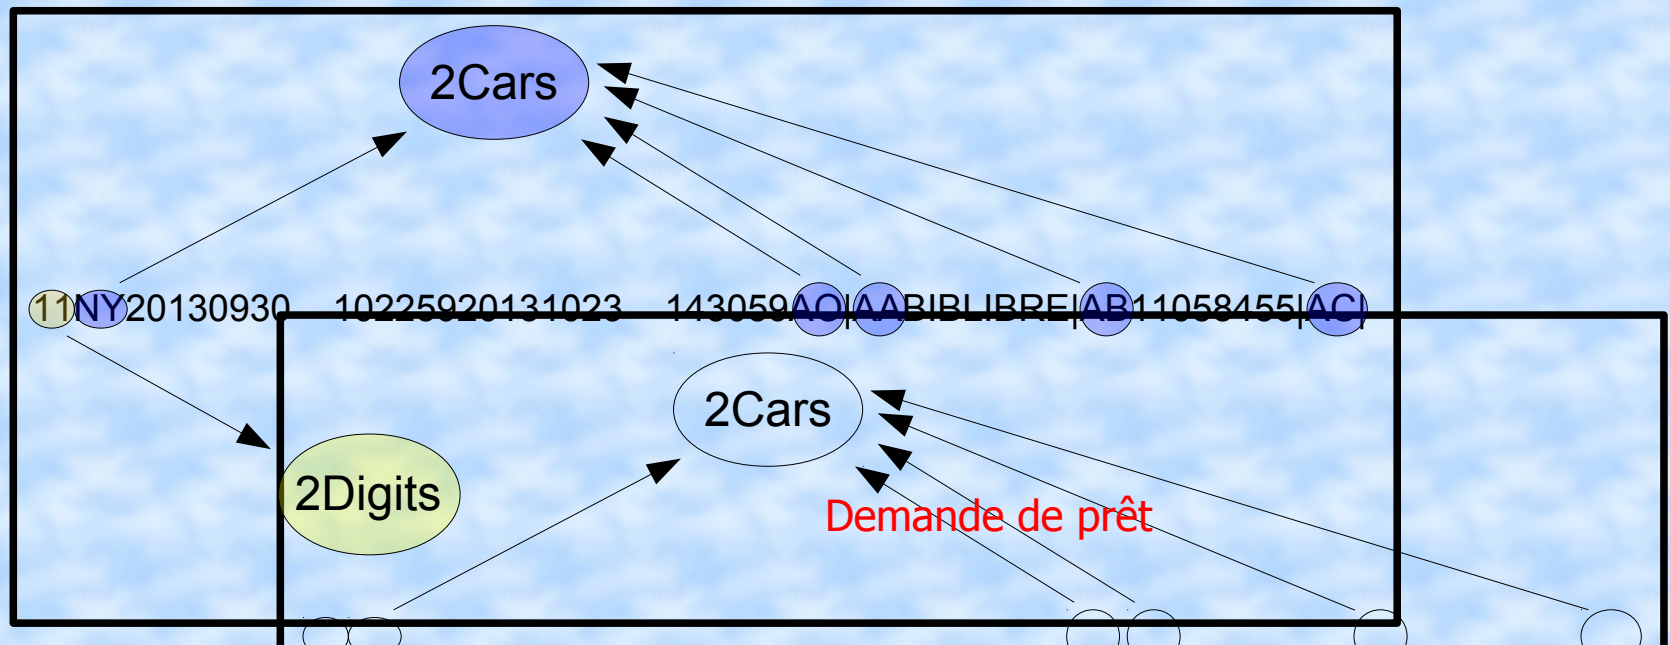 2Cars
11NY20130930    10225920131023    143059AO|AABIBLIBRE|AB11058455|AC|
2Cars
2Digits
Demande de prêt